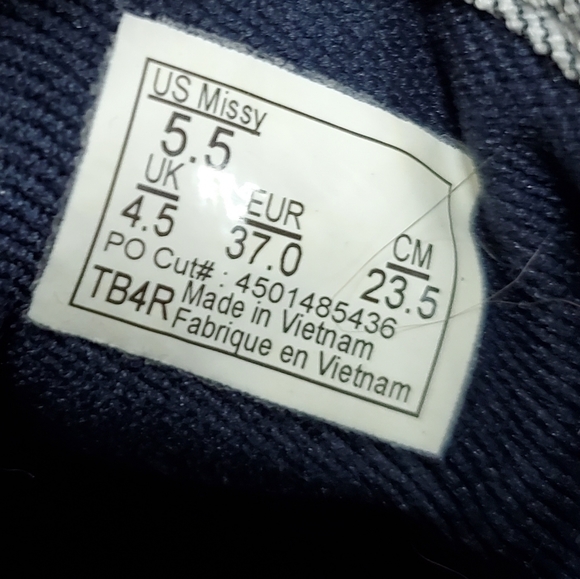 US Missy
5.5
UK EUR CM
4.5 37.0 23.5
PO Cut# : 4501485436
TB4R Made in Vietnam
Fabrique en Vietnam